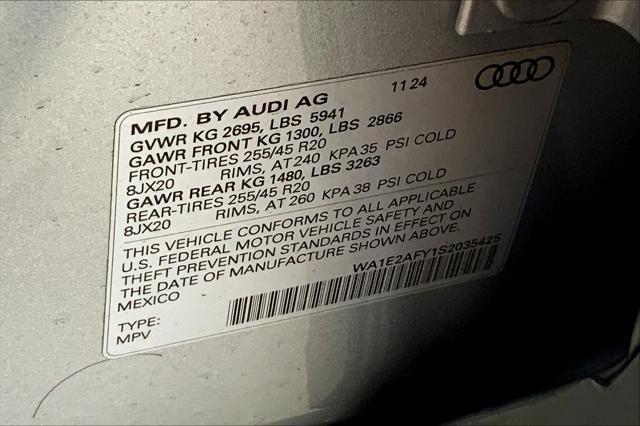 11 24
MFD. BY AUDI AG
GVWR KG 2695, LBS 5941
GAWR FRONT KG 1300, LBS 2866
FRONT-TIRES 255/45 R20
8JX20 RIMS, AT 240 KPA 35 PSI COLD
GAWR REAR KG 1480, LBS 3263
REAR-TIRES 255/45 R20
8JX20 RIMS, AT 260 KPA 38 PSI COLD
THIS VEHICLE CONFORMS TO ALL APPLICABLE
U.S. FEDERAL MOTOR VEHICLE SAFETY AND
THEFT PREVENTION STANDARDS IN EFFECT ON
THE DATE OF MANUFACTURE SHOWN ABOVE.
MEXICO
WA1E2AFY1S2035425
TYPE:
MPV